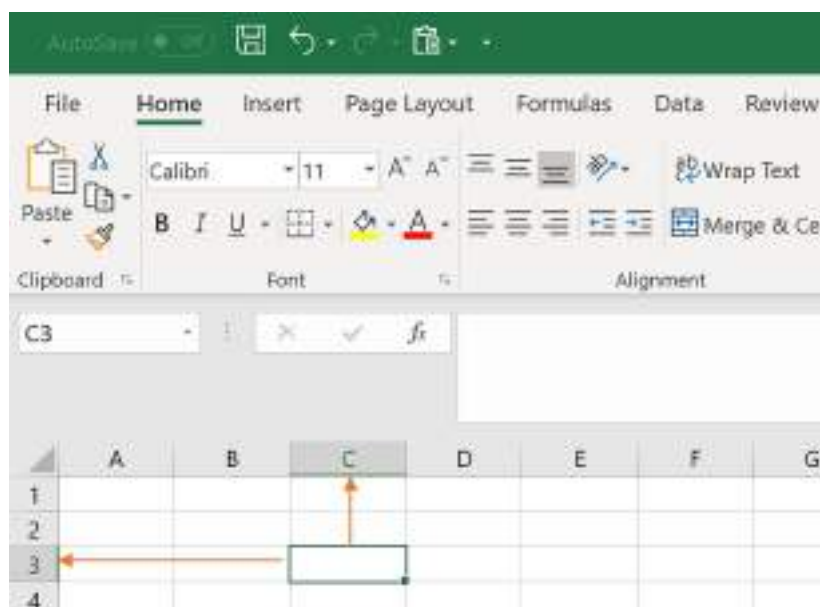 AutoSave Off
File Home Insert Page Layout Formulas Data Review
Paste
Calibri 11 A A Wrap Text
B I U A Merge & Ce
Clipboard Font Alignment
C3 fx
A B C D E F G
1
2
3
4